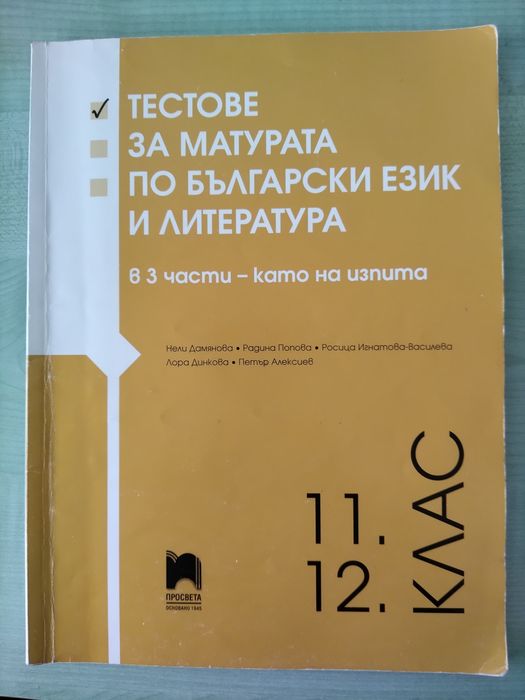 ТЕСТОВЕ
ЗА МАТУРАТА
ПО БЪЛГАРСКИ ЕЗИК
И ЛИТЕРАТУРА
в 3 части – като на изпита
Нели Дамянова • Радина Попова • Росица Игнатова-Василева
Лора Динкова • Петър Алексиев
11.
12.
КЛАС
ПРОСВЕТА
ОСНОВАНО 1945